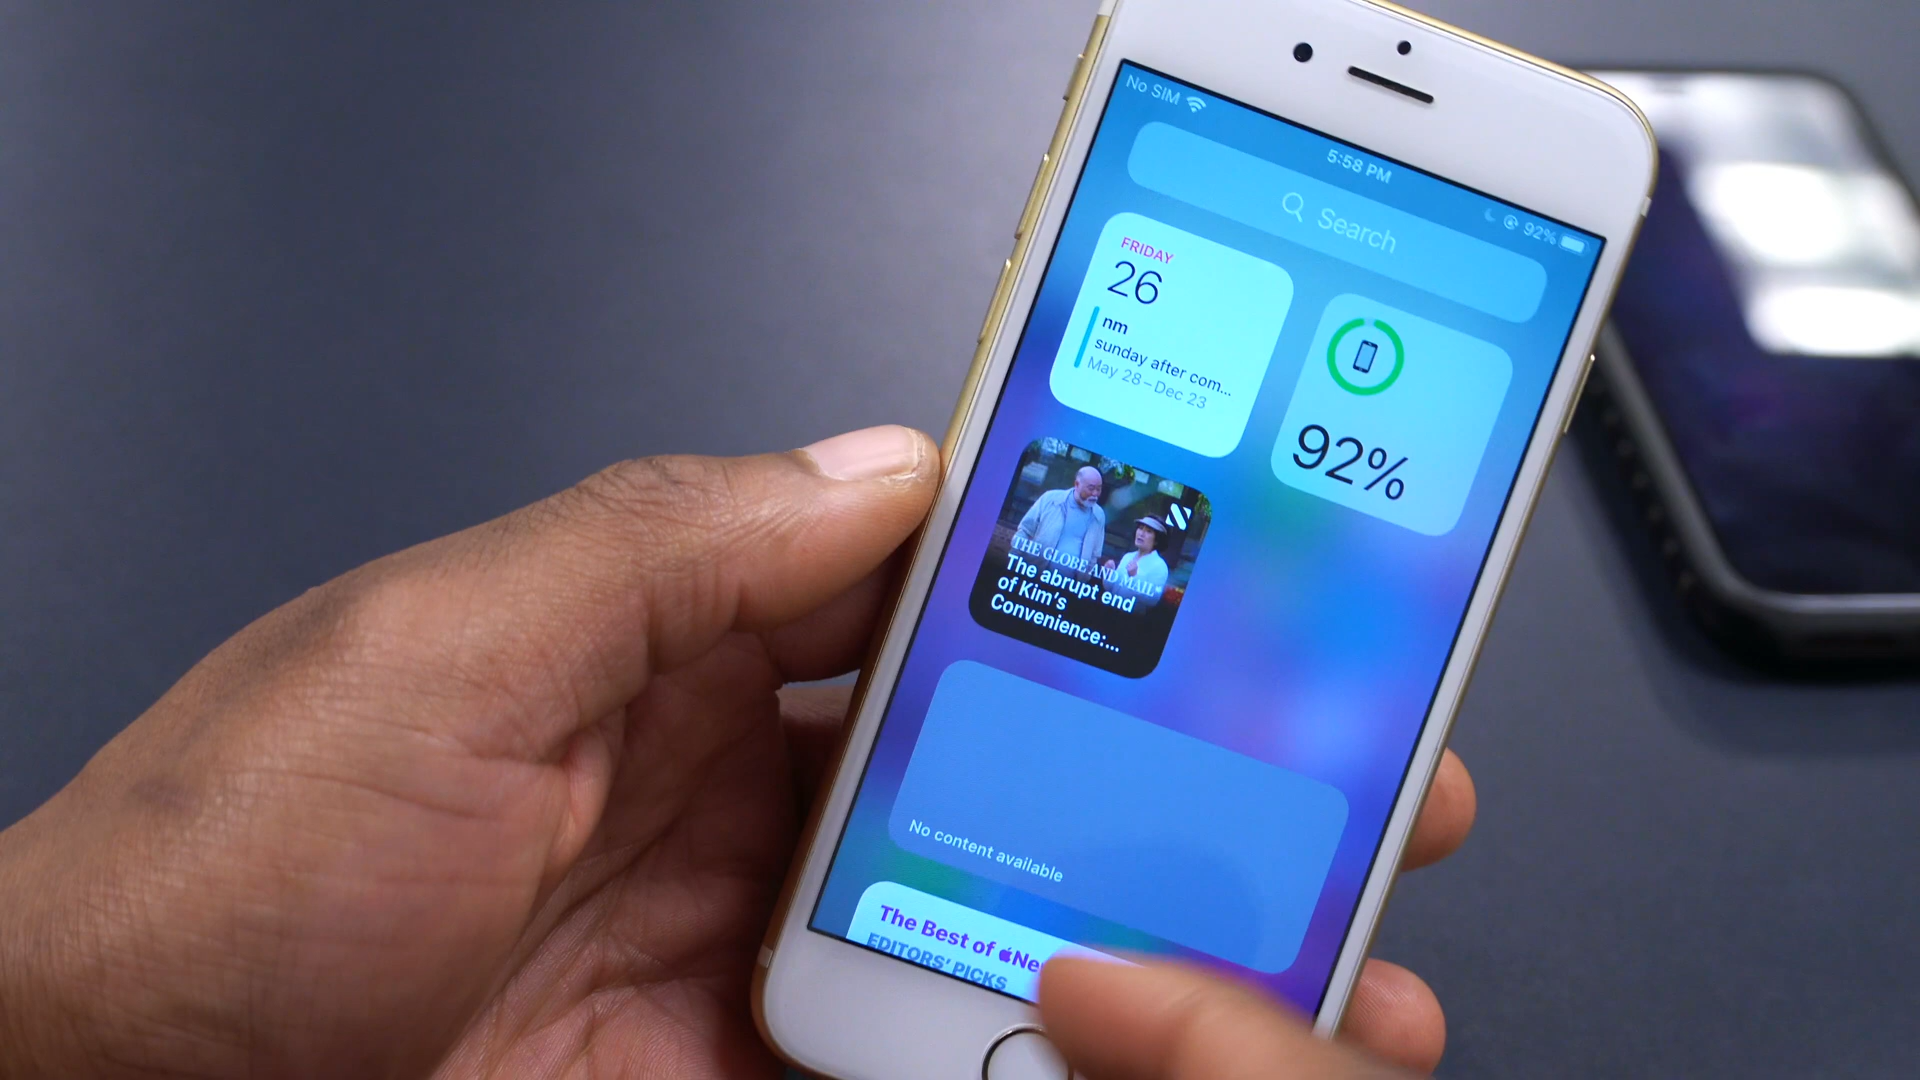 No SIM
5:58 PM
92%
Search
FRIDAY
26
nm
sunday after com...
May 28–Dec 23
92%
THE GLOBE AND MAIL*
The abrupt end
of Kim's
Convenience:...
No content available
The Best of Ne
EDITORS' PICKS